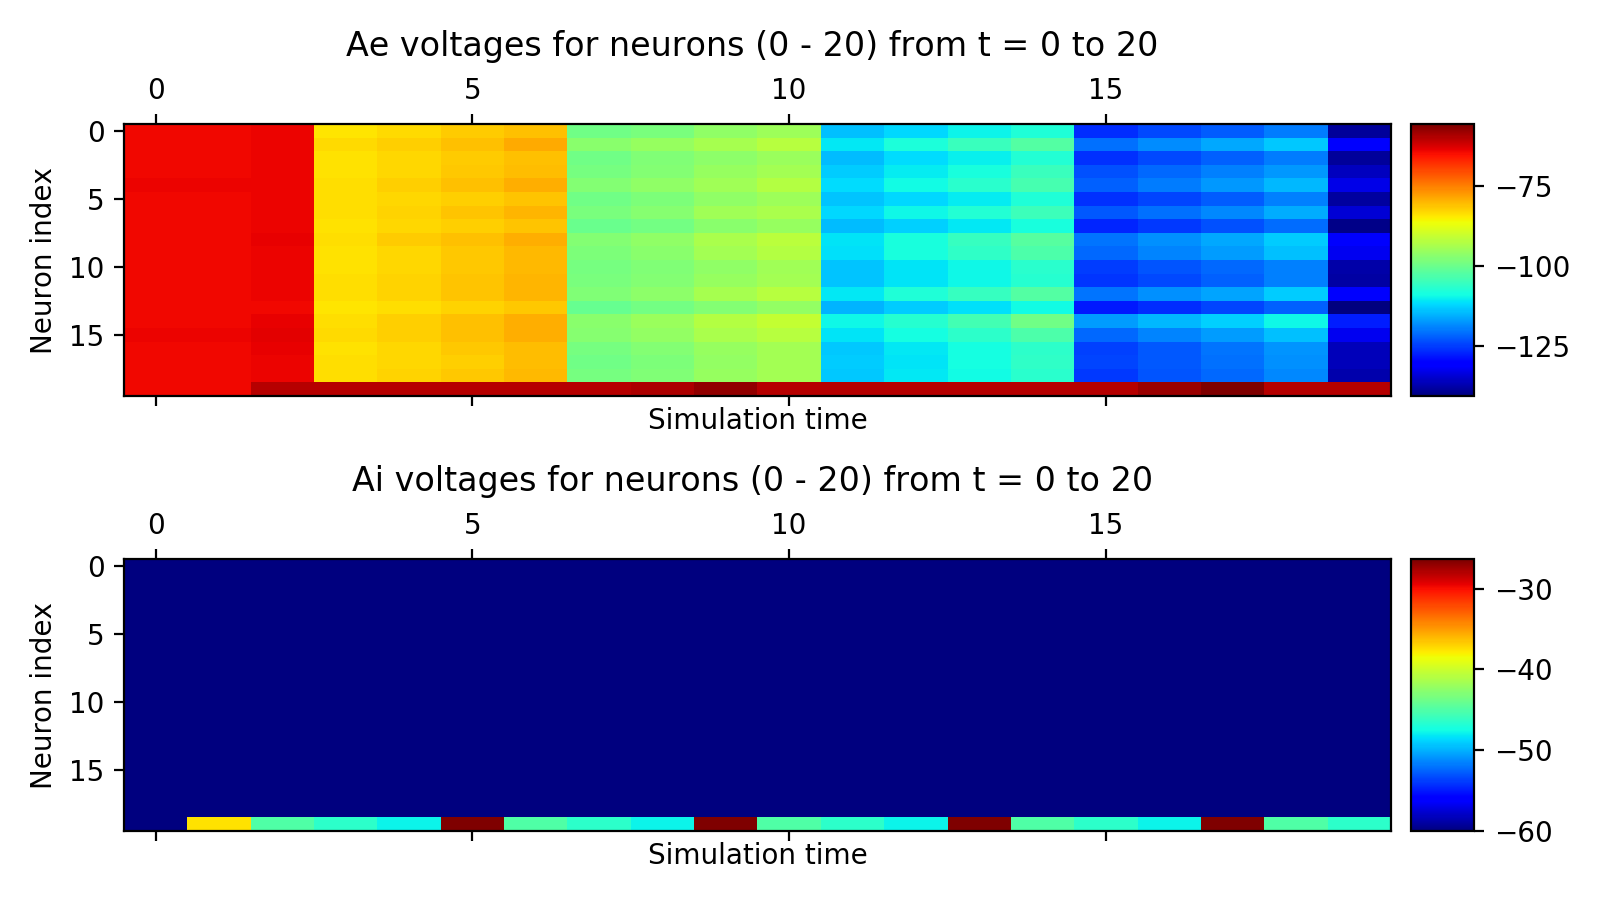 Ae voltages for neurons (0 - 20) from t = 0 to 20
0 5 10 15
Neuron index
0
5
10
15
Simulation time
−75
−100
−125
Ai voltages for neurons (0 - 20) from t = 0 to 20
0 5 10 15
Neuron index
0
5
10
15
Simulation time
−30
−40
−50
−60